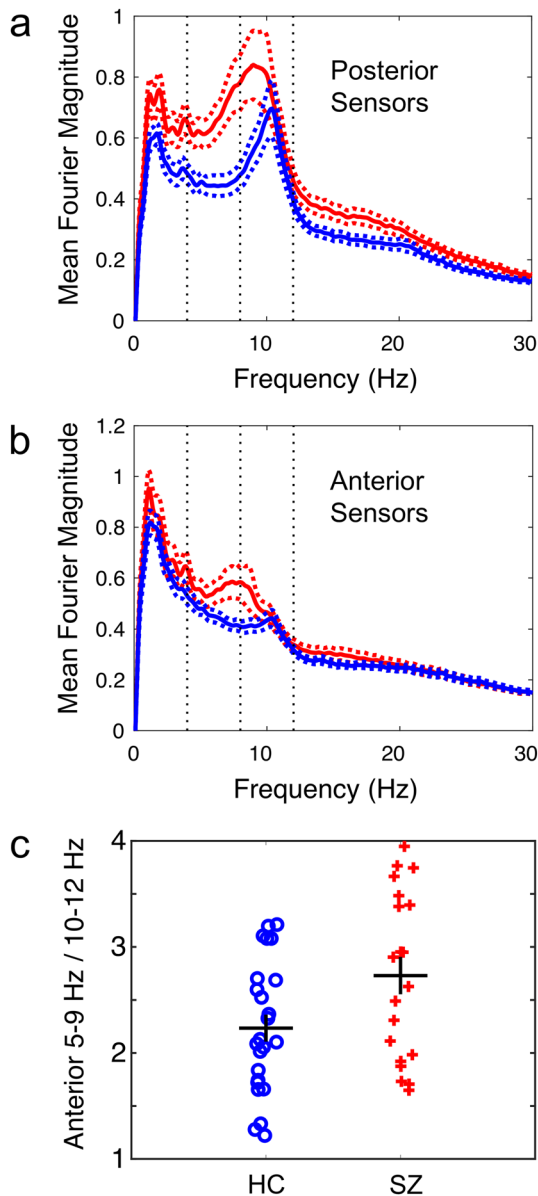 a
1
0.8
0.6
0.4
0.2
0
Mean Fourier Magnitude
Posterior
Sensors
0 10 20 30
Frequency (Hz)
b
1.2
1
0.8
0.6
0.4
0.2
0
Mean Fourier Magnitude
Anterior
Sensors
0 10 20 30
Frequency (Hz)
c
4
3
2
1
Anterior 5-9 Hz / 10-12 Hz
HC SZ